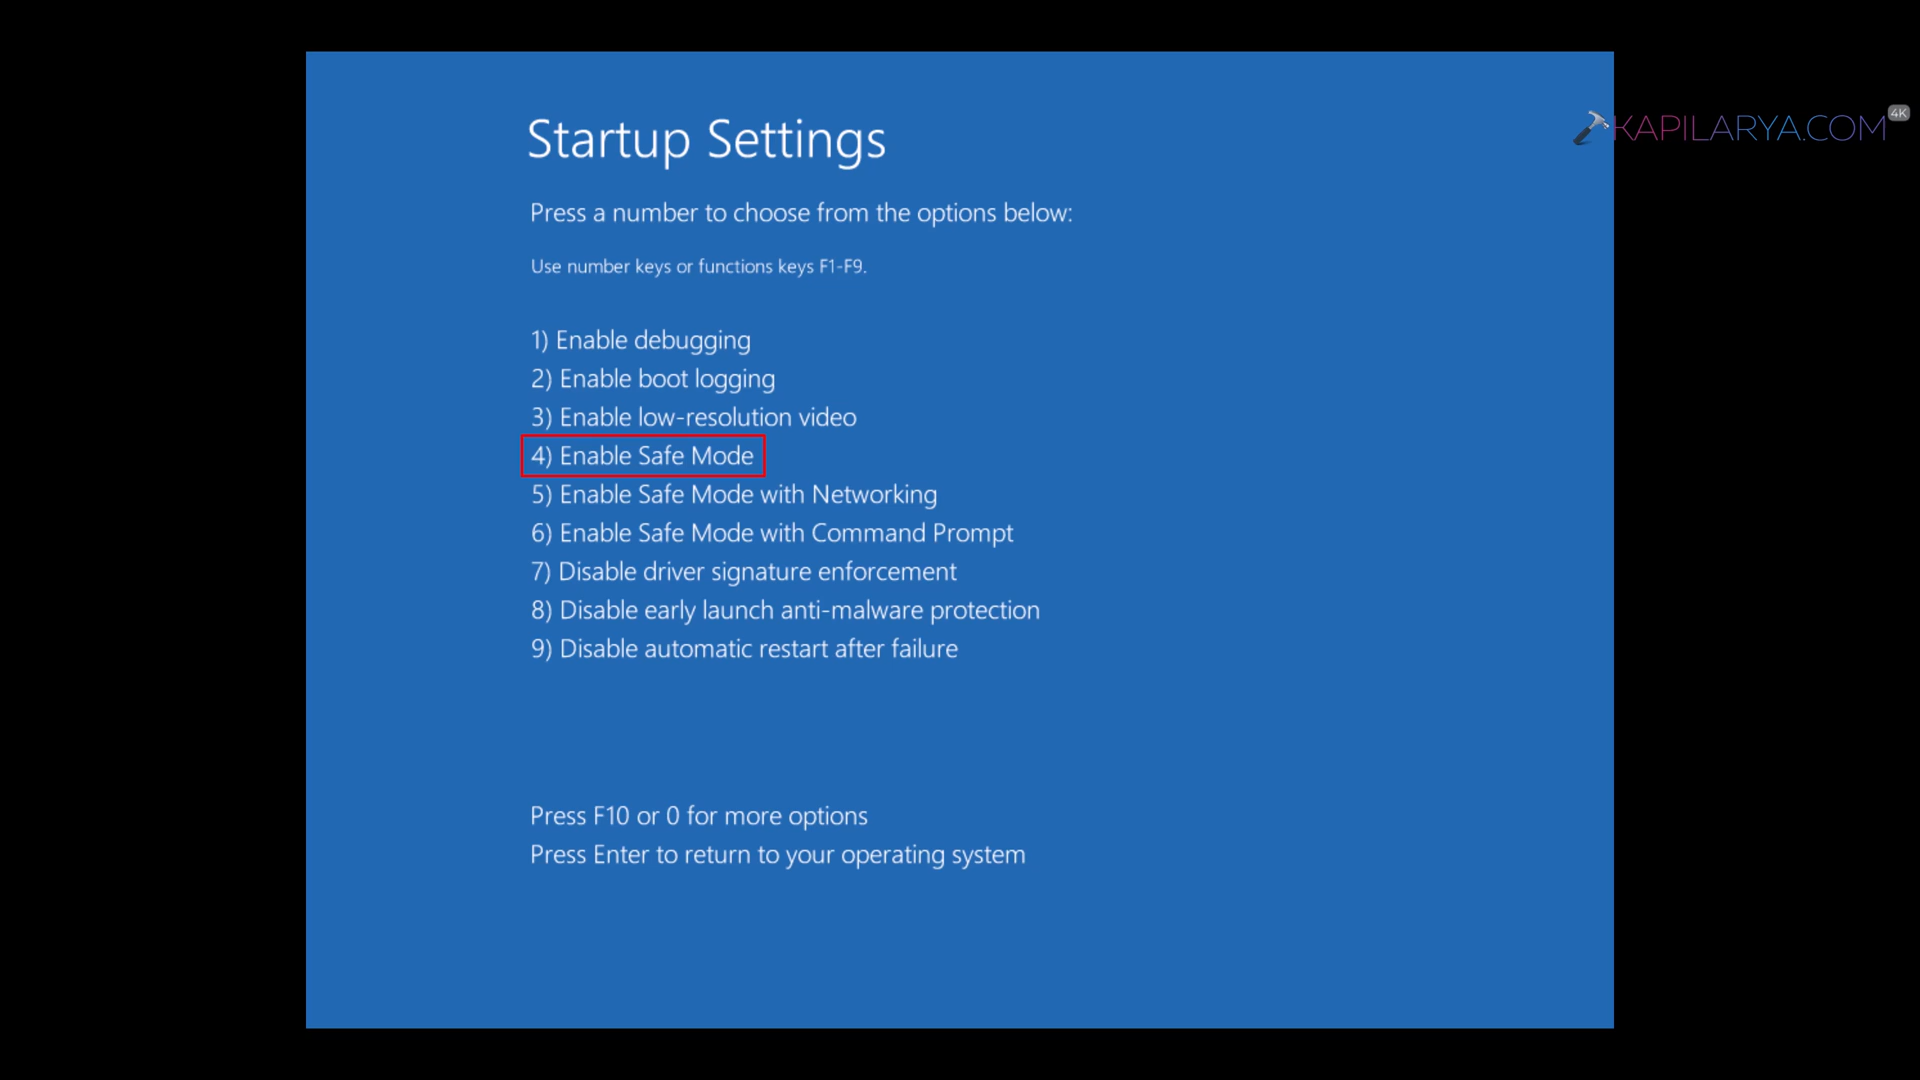 Startup Settings
KAPILARYA.COM 4K
Press a number to choose from the options below:
Use number keys or functions keys F1-F9.
1) Enable debugging
2) Enable boot logging
3) Enable low-resolution video
4) Enable Safe Mode
5) Enable Safe Mode with Networking
6) Enable Safe Mode with Command Prompt
7) Disable driver signature enforcement
8) Disable early launch anti-malware protection
9) Disable automatic restart after failure
Press F10 or 0 for more options
Press Enter to return to your operating system